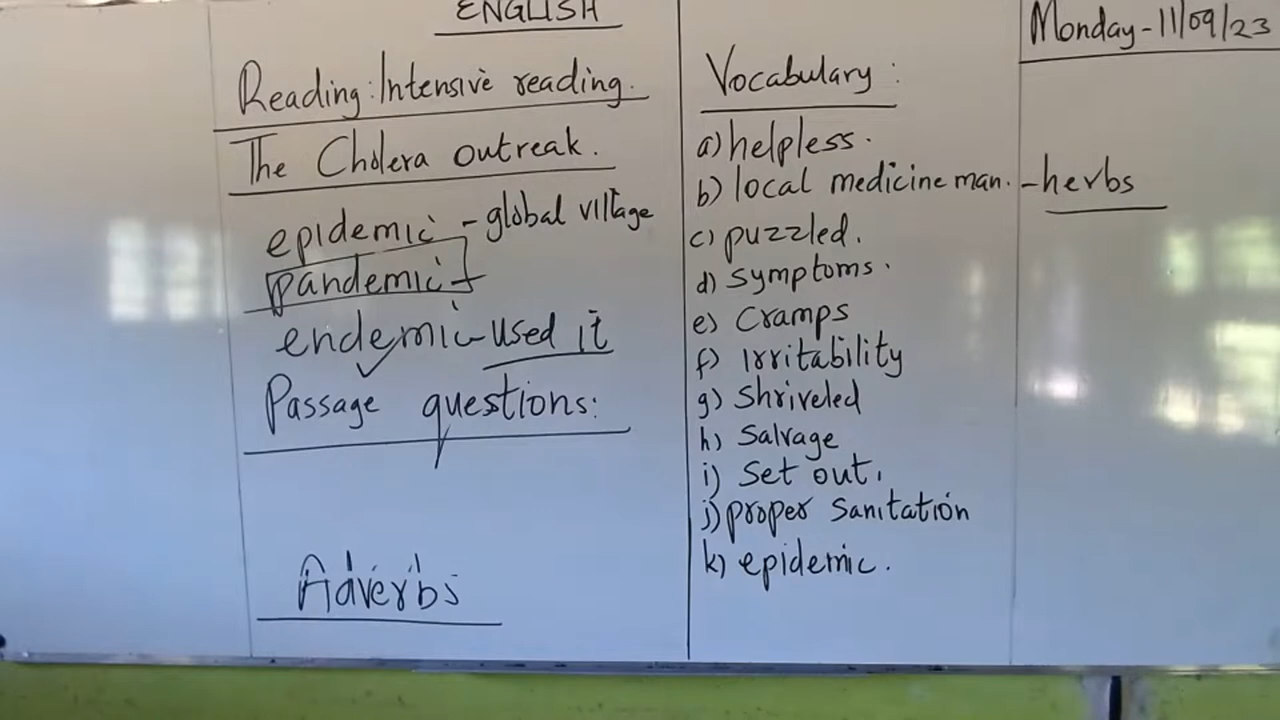 ENGLISH
Monday-11/09/23
Reading: Intensive reading.
The Cholera outreak.
epidemic - global village
pandemic
endemic - used it
Passage questions:
Adverbs
Vocabulary:
a) helpless.
b) local medicine man. - herbs
c) puzzled.
d) symptoms.
e) cramps
f) irritability
g) Shriveled
h) Salvage
i) Set out.
j) proper sanitation
k) epidemic.